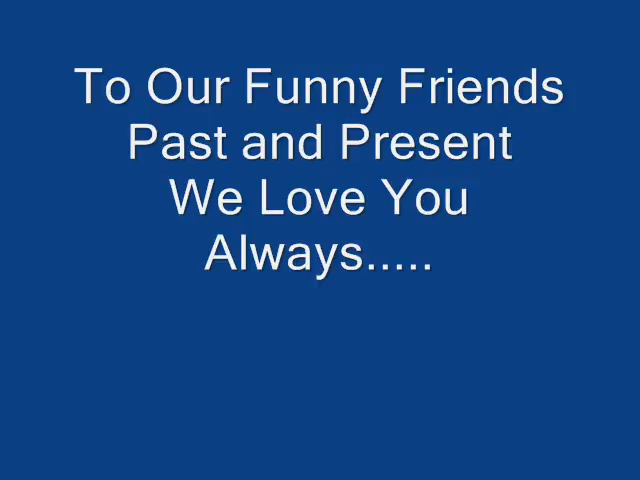 To Our Funny Friends
Past and Present
We Love You
Always.....